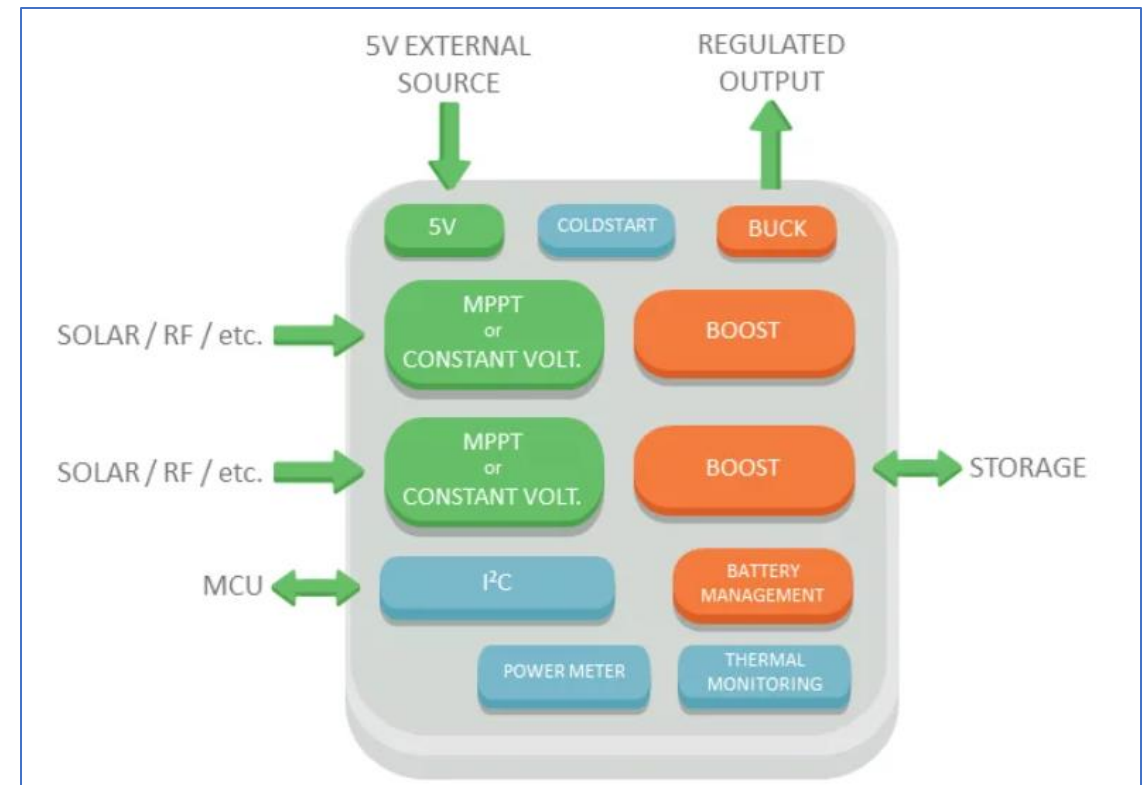 5V EXTERNAL
SOURCE
REGULATED
OUTPUT
5V
COLDSTART
BUCK
SOLAR / RF / etc.
MPPT
or
CONSTANT VOLT.
BOOST
SOLAR / RF / etc.
MPPT
or
CONSTANT VOLT.
BOOST
STORAGE
MCU
I²C
BATTERY
MANAGEMENT
POWER METER
THERMAL
MONITORING